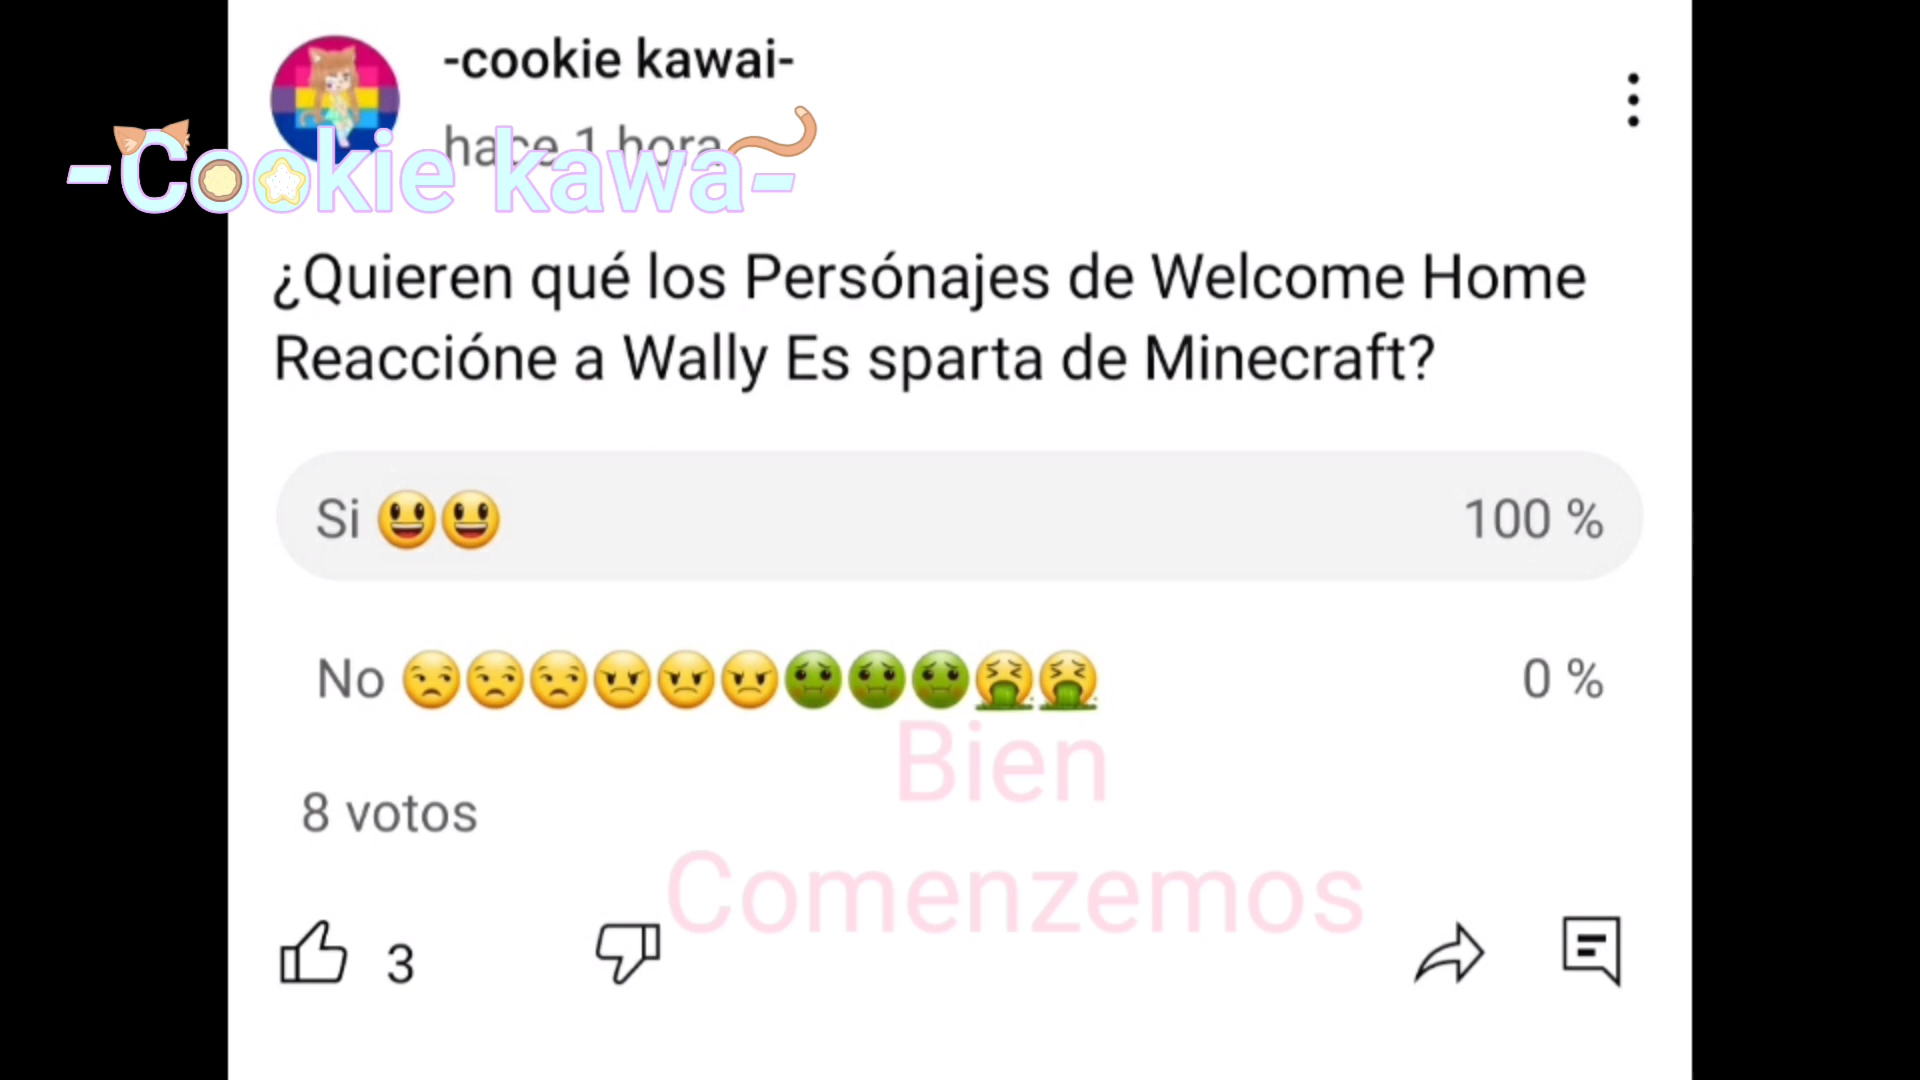 -cookie kawai-
hace 1 hora
-Cookie kawa-
¿Quieren qué los Persónajes de Welcome Home
Reaccióne a Wally Es sparta de Minecraft?
Si 😃😃 100 %
No 😒😒😒😠😠😠🤢🤢🤢🤮🤮 0 %
Bien
8 votos
Comenzemos
3